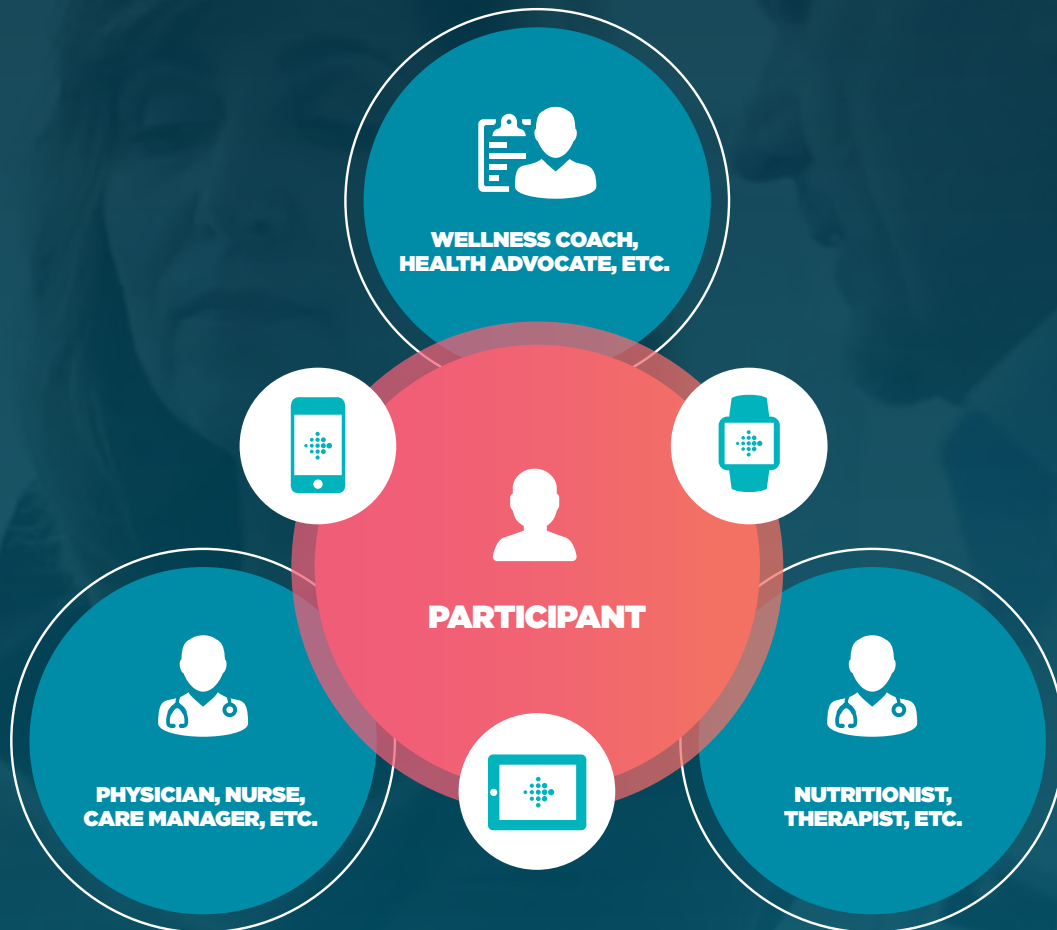 WELLNESS COACH,
HEALTH ADVOCATE, ETC.
PARTICIPANT
PHYSICIAN, NURSE,
CARE MANAGER, ETC.
NUTRITIONIST,
THERAPIST, ETC.